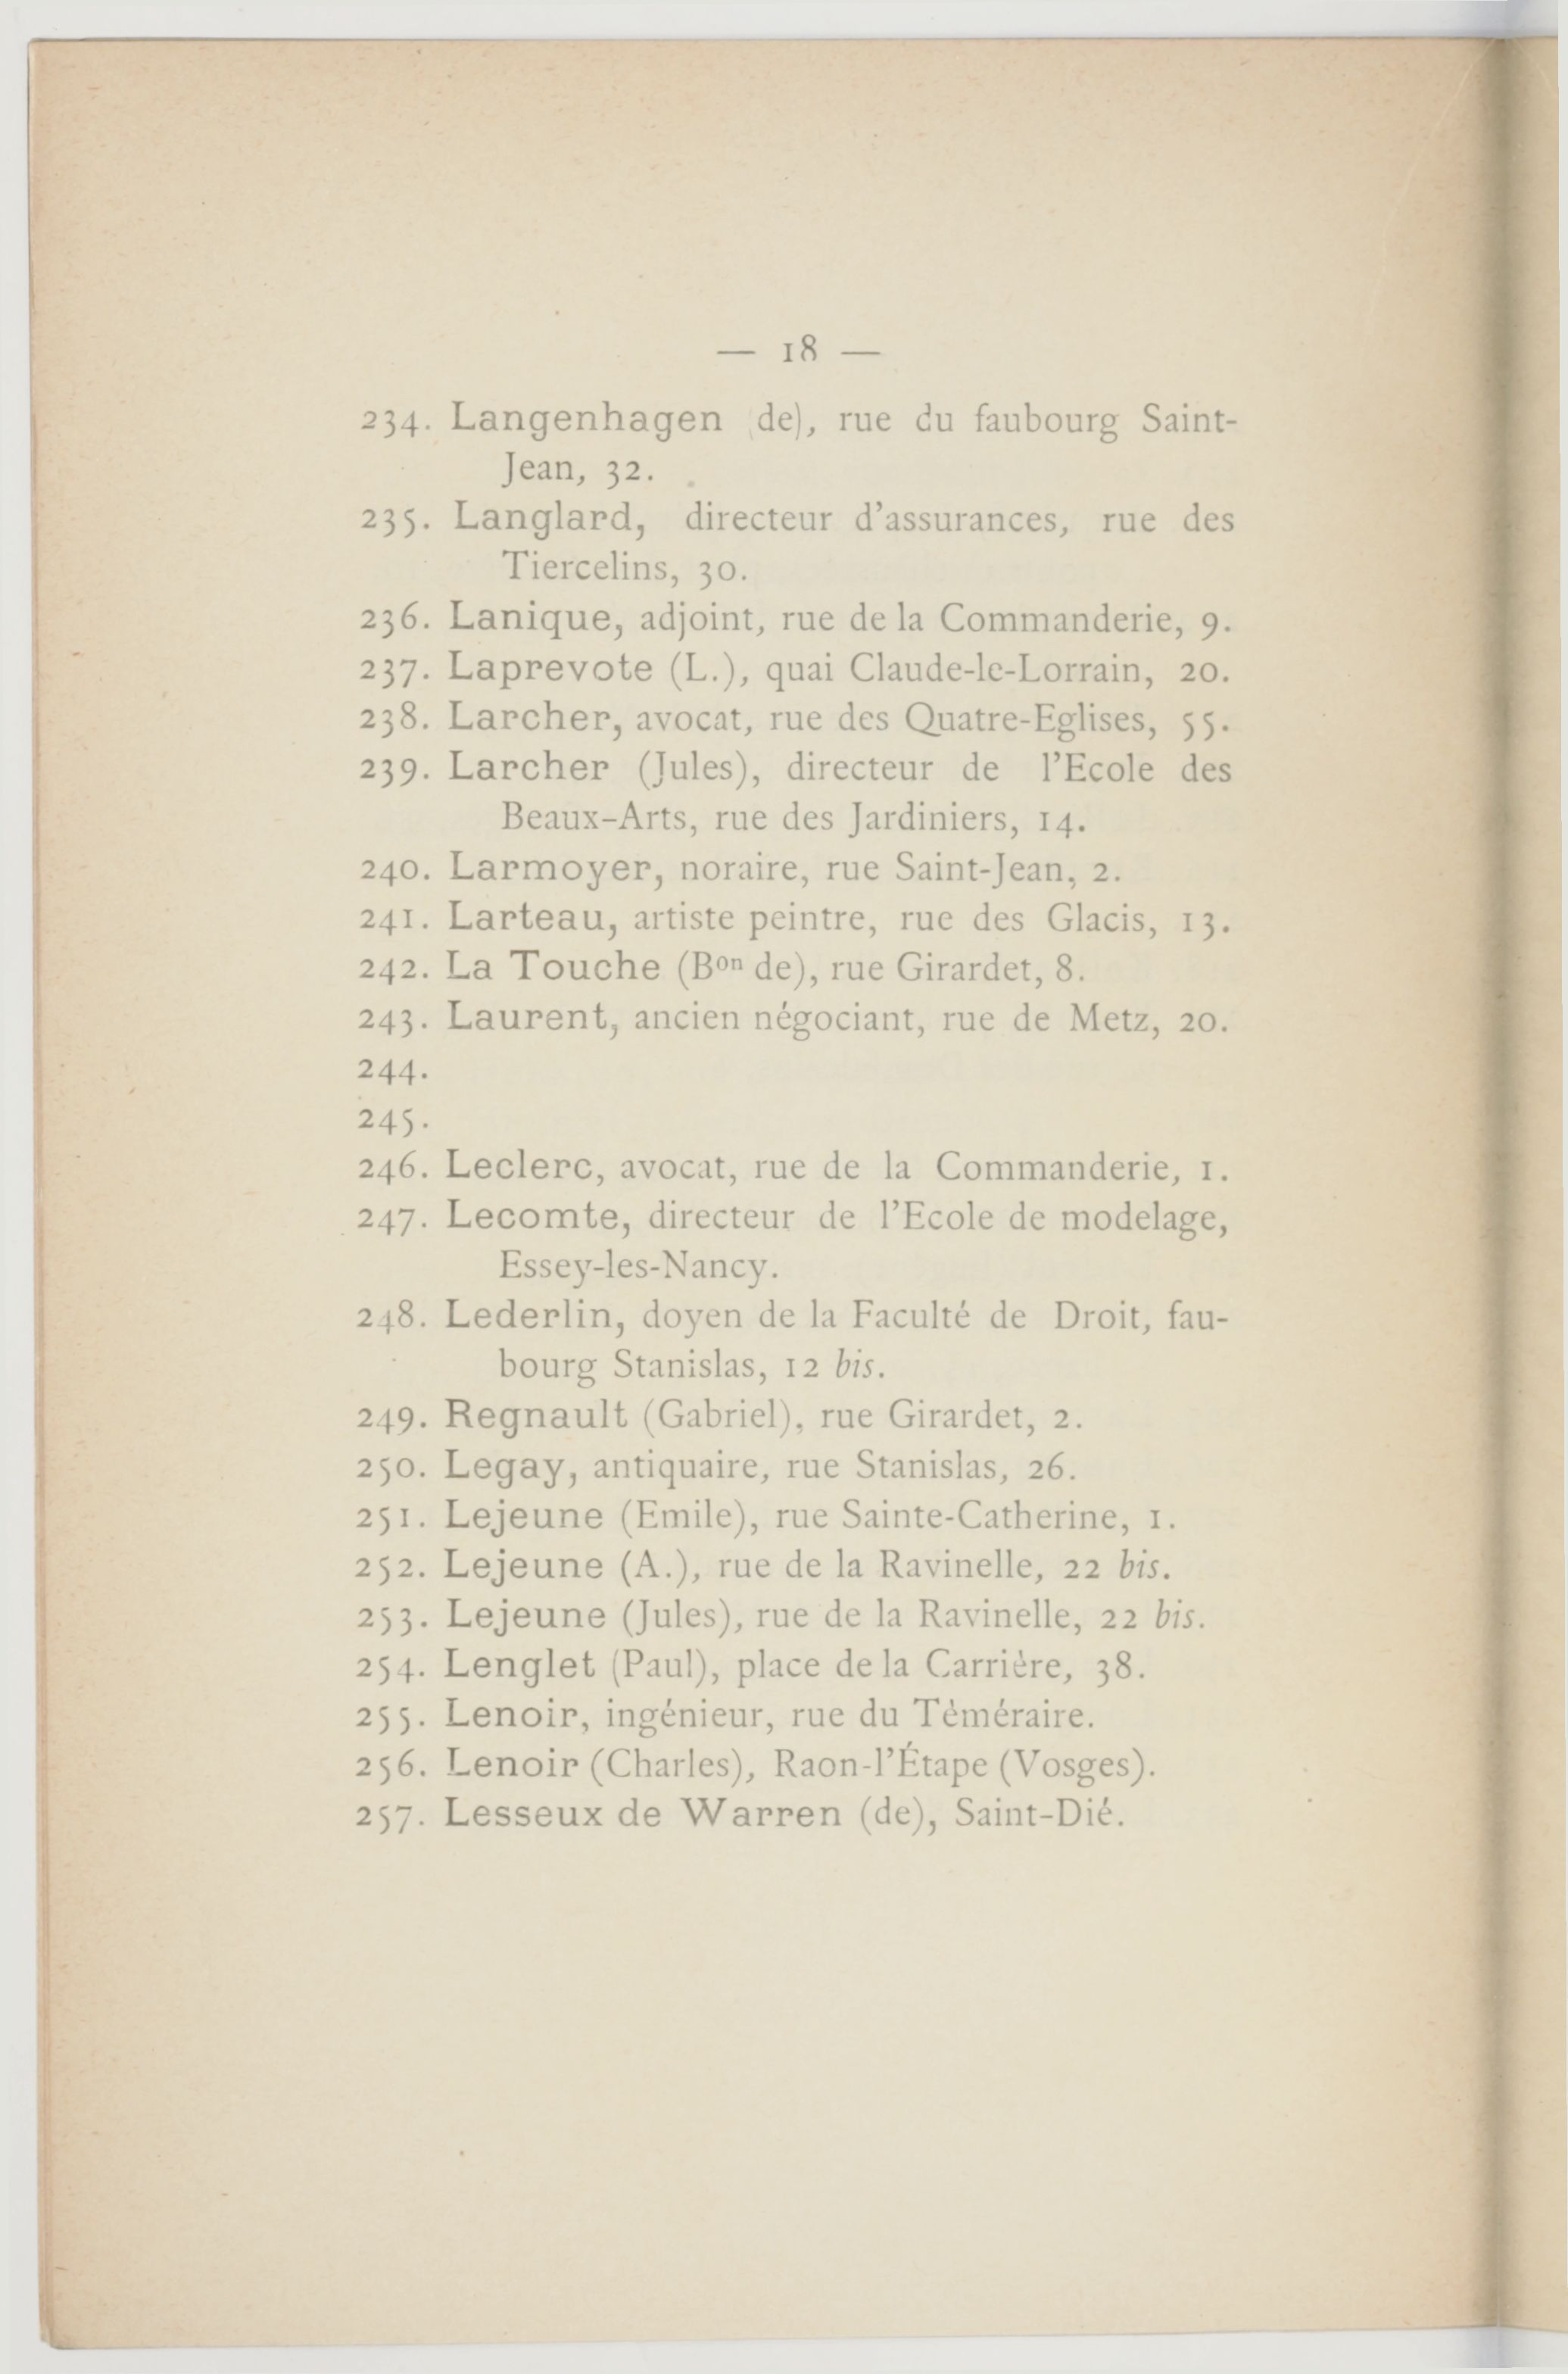 — 18 —
234. Langenhagen (de), rue du faubourg Saint-
Jean, 32.
235. Langlard, directeur d'assurances, rue des
Tiercelins, 30.
236. Lanique, adjoint, rue de la Commanderie, 9.
237. Laprevote (L.), quai Claude-le-Lorrain, 20.
238. Larcher, avocat, rue des Quatre-Eglises, 55.
239. Larcher (Jules), directeur de l'Ecole des
Beaux-Arts, rue des Jardiniers, 14.
240. Larmoyer, noraire, rue Saint-Jean, 2.
241. Larteau, artiste peintre, rue des Glacis, 13.
242. La Touche (Bon de), rue Girardet, 8.
243. Laurent, ancien négociant, rue de Metz, 20.
244.
245.
246. Leclerc, avocat, rue de la Commanderie, 1.
247. Lecomte, directeur de l'Ecole de modelage,
Essey-les-Nancy.
248. Lederlin, doyen de la Faculté de Droit, fau-
bourg Stanislas, 12 bis.
249. Regnault (Gabriel), rue Girardet, 2.
250. Legay, antiquaire, rue Stanislas, 26.
251. Lejeune (Emile), rue Sainte-Catherine, 1.
252. Lejeune (A.), rue de la Ravinelle, 22 bis.
253. Lejeune (Jules), rue de la Ravinelle, 22 bis.
254. Lenglet (Paul), place de la Carrière, 38.
255. Lenoir, ingénieur, rue du Tèméraire.
256. Lenoir (Charles), Raon-l'Étape (Vosges).
257. Lesseux de Warren (de), Saint-Dié.